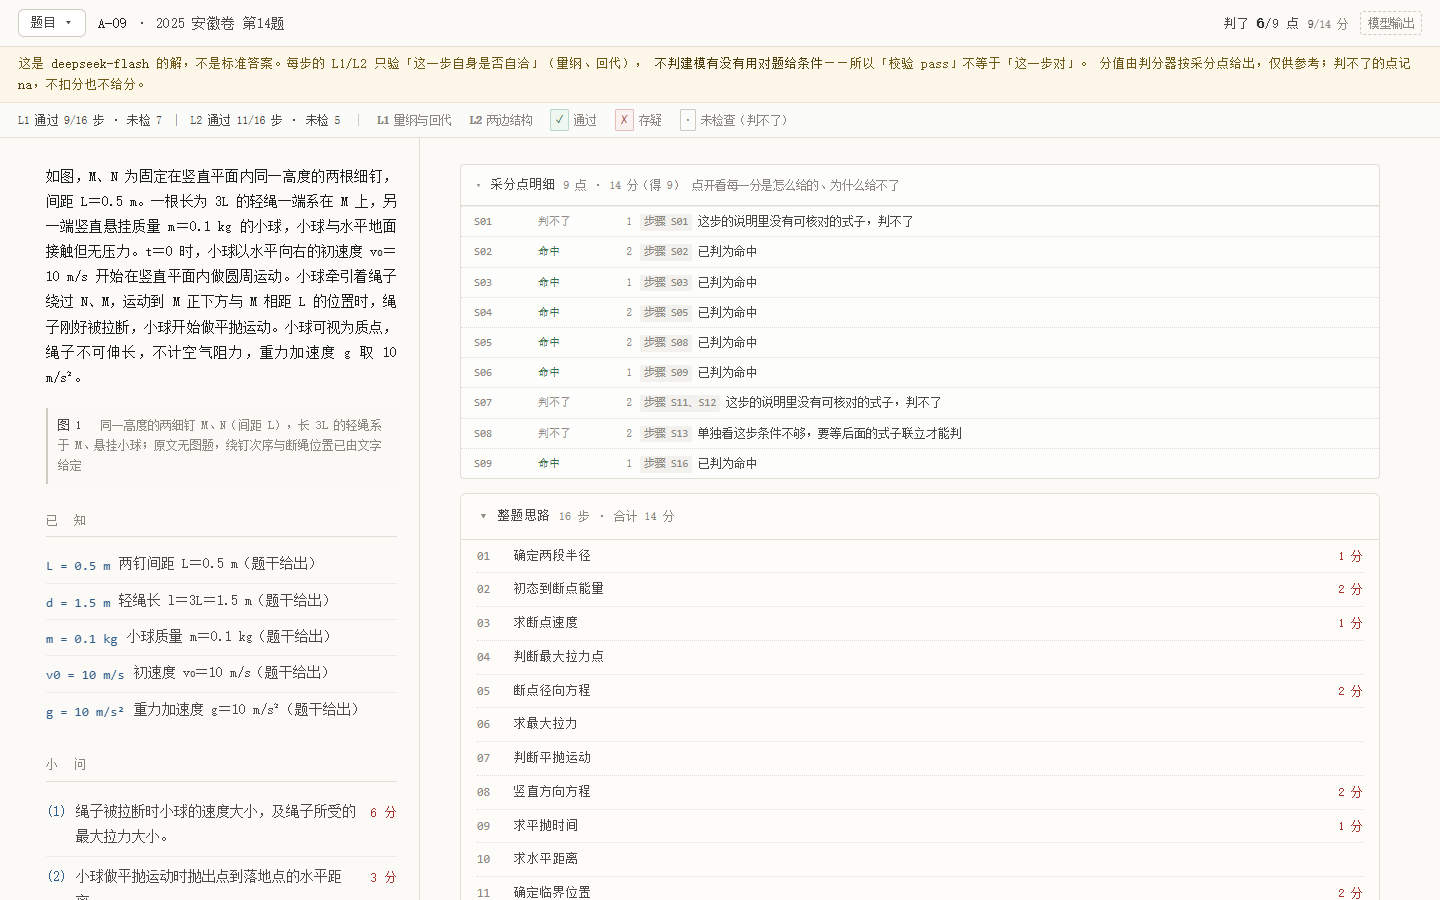 题目 ▾ A-09 · 2025 安徽卷 第14题
判了 6/9 点 9/14 分 模型输出
这是 deepseek-flash 的解，不是标准答案。每步的 L1/L2 只验「这一步自身是否自洽」（量纲、回代）， 不判建模有没有用对题给条件——所以「校验 pass」不等于「这一步对」。 分值由判分器按采分点给出，仅供参考；判不了的点记
na，不扣分也不给分。
L1 通过 9/16 步 · 未检 7 | L2 通过 11/16 步 · 未检 5 | L1 量纲与回代 L2 两边结构 ✓ 通过 ✗ 存疑 · 未检查（判不了）
如图，M、N 为固定在竖直平面内同一高度的两根细钉，
间距 L=0.5 m。一根长为 3L 的轻绳一端系在 M 上，另
一端竖直悬挂质量 m=0.1 kg 的小球，小球与水平地面
接触但无压力。t=0 时，小球以水平向右的初速度 v₀=
10 m/s 开始在竖直平面内做圆周运动。小球牵引着绳子
绕过 N、M，运动到 M 正下方与 M 相距 L 的位置时，绳
子刚好被拉断，小球开始做平抛运动。小球可视为质点，
绳子不可伸长，不计空气阻力，重力加速度 g 取 10
m/s²。
图 1 同一高度的两细钉 M、N（间距 L），长 3L 的轻绳系
于 M、悬挂小球；原文无图题，绕钉次序与断绳位置已由文字
给定
已 知
L = 0.5 m 两钉间距 L=0.5 m（题干给出）
d = 1.5 m 轻绳长 l=3L=1.5 m（题干给出）
m = 0.1 kg 小球质量 m=0.1 kg（题干给出）
v0 = 10 m/s 初速度 v₀=10 m/s（题干给出）
g = 10 m/s² 重力加速度 g=10 m/s²（题干给出）
小 问
(1) 绳子被拉断时小球的速度大小，及绳子所受的 6 分
最大拉力大小。
(2) 小球做平抛运动时抛出点到落地点的水平距 3 分
▾ 采分点明细 9 点 · 14 分（得 9） 点开看每一分是怎么给的、为什么给不了
S01 判不了 1 步骤 S01 这步的说明里没有可核对的式子，判不了
S02 命中 2 步骤 S02 已判为命中
S03 命中 1 步骤 S03 已判为命中
S04 命中 2 步骤 S05 已判为命中
S05 命中 2 步骤 S08 已判为命中
S06 命中 1 步骤 S09 已判为命中
S07 判不了 2 步骤 S11、S12 这步的说明里没有可核对的式子，判不了
S08 判不了 2 步骤 S13 单独看这步条件不够，要等后面的式子联立才能判
S09 命中 1 步骤 S16 已判为命中
▾ 整题思路 16 步 · 合计 14 分
01 确定两段半径 1 分
02 初态到断点能量 2 分
03 求断点速度 1 分
04 判断最大拉力点
05 断点径向方程 2 分
06 求最大拉力
07 判断平抛运动
08 竖直方向方程 2 分
09 求平抛时间 1 分
10 求水平距离
11 确定临界位置 2 分